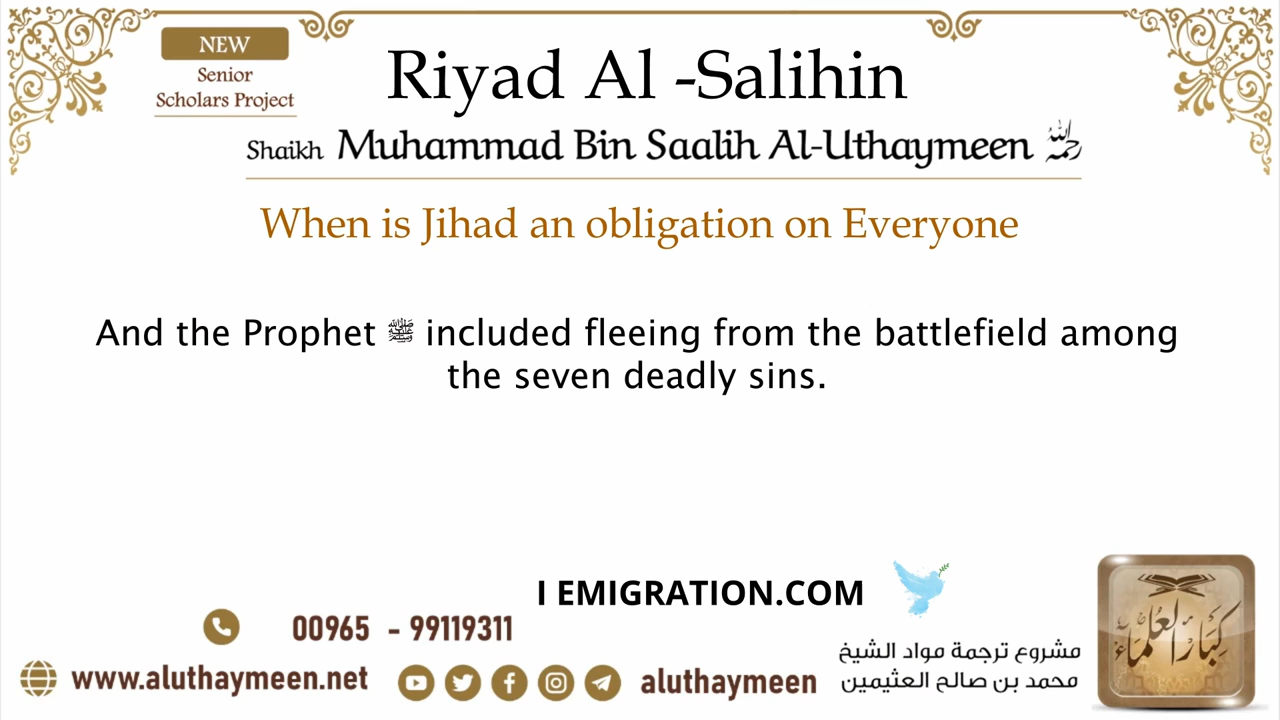 NEW
Senior
Scholars Project
Riyad Al -Salihin
Shaikh Muhammad Bin Saalih Al-Uthaymeen رحمه الله
When is Jihad an obligation on Everyone
And the Prophet ﷺ included fleeing from the battlefield among
the seven deadly sins.
I EMIGRATION.COM
00965 - 99119311
www.aluthaymeen.net
aluthaymeen
مشروع ترجمة مواد الشيخ
محمد بن صالح العثيمين
كبار العلماء